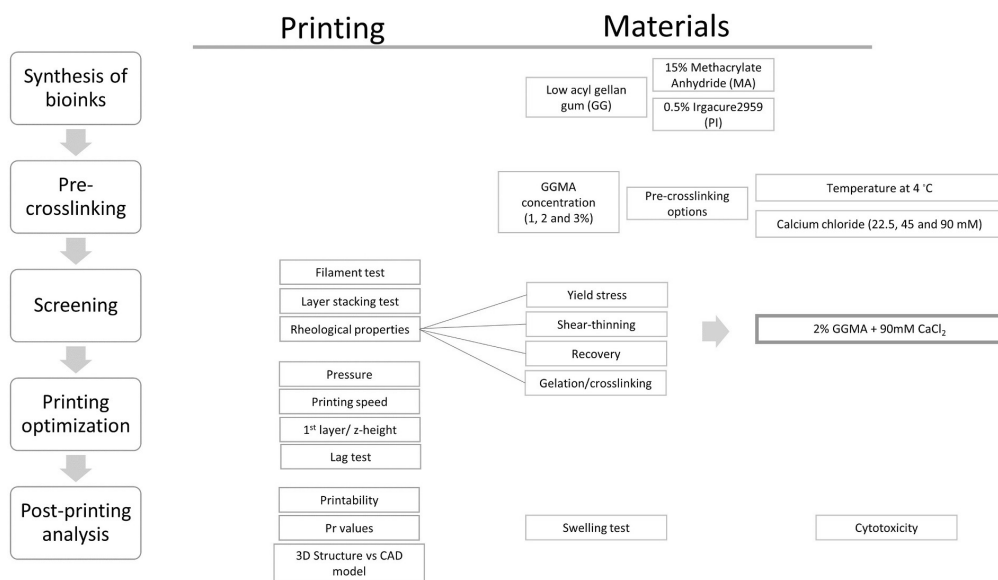 Printing
Materials
Synthesis of
bioinks
Low acyl gellan
gum (GG)
15% Methacrylate
Anhydride (MA)
0.5% Irgacure2959
(PI)
Pre-
crosslinking
GGMA
concentration
(1, 2 and 3%)
Pre-crosslinking
options
Temperature at 4 °C
Calcium chloride (22.5, 45 and 90 mM)
Screening
Filament test
Layer stacking test
Rheological properties
Yield stress
Shear-thinning
Recovery
Gelation/crosslinking
2% GGMA + 90mM CaCl₂
Printing
optimization
Pressure
Printing speed
1st layer/ z-height
Lag test
Post-printing
analysis
Printability
Pr values
3D Structure vs CAD
model
Swelling test
Cytotoxicity